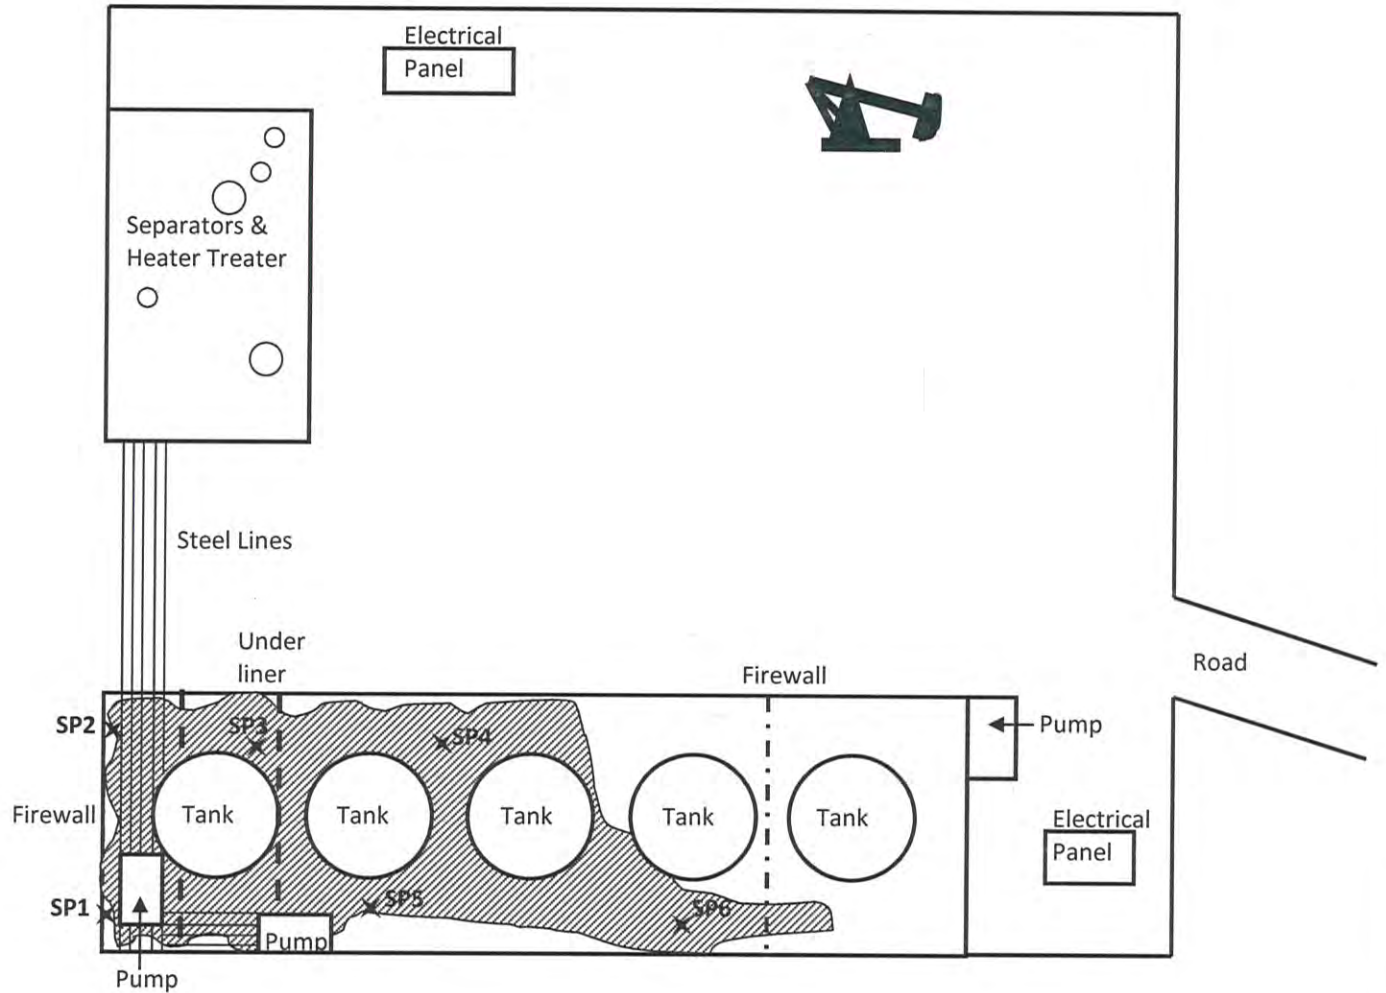 Electrical
Panel
Separators &
Heater Treater
Steel Lines
Under
liner
Firewall
Road
SP2
SP3
SP4
Pump
Firewall
Tank
Tank
Tank
Tank
Tank
Electrical
Panel
SP1
SP5
SP6
Pump
Pump